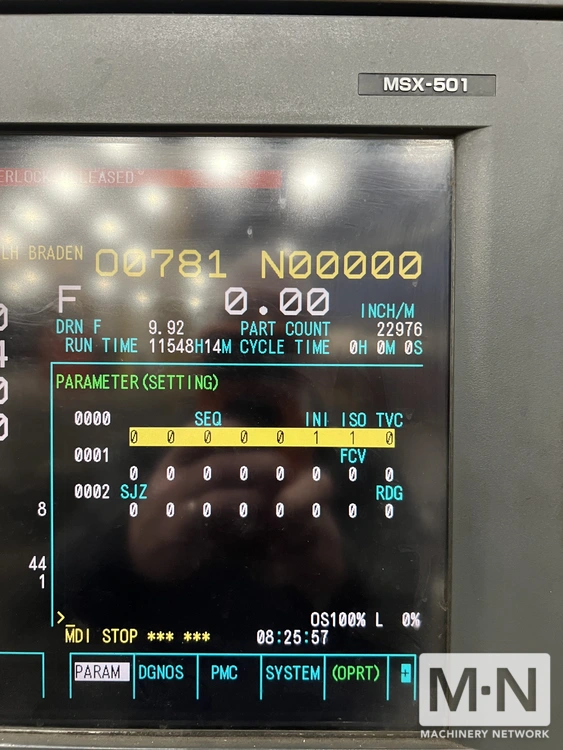 MSX-501
LEASED
LH BRADEN
O0781 N00000
F 0.00 INCH/M
DRN F 9.92 PART COUNT 22976
RUN TIME 11548H14M CYCLE TIME 0H 0M 0S
PARAMETER(SETTING)
0000 SEQ INI ISO TVC
0 0 0 0 0 1 1 0
0001 FCV
0 0 0 0 0 0 0 0
0002 SJZ RDG
0 0 0 0 0 0 0 0
8
44
1
>_
OS100% L 0%
MDI STOP *** *** 08:25:57
PARAM DGNOS PMC SYSTEM (OPRT) +
M·N
MACHINERY NETWORK